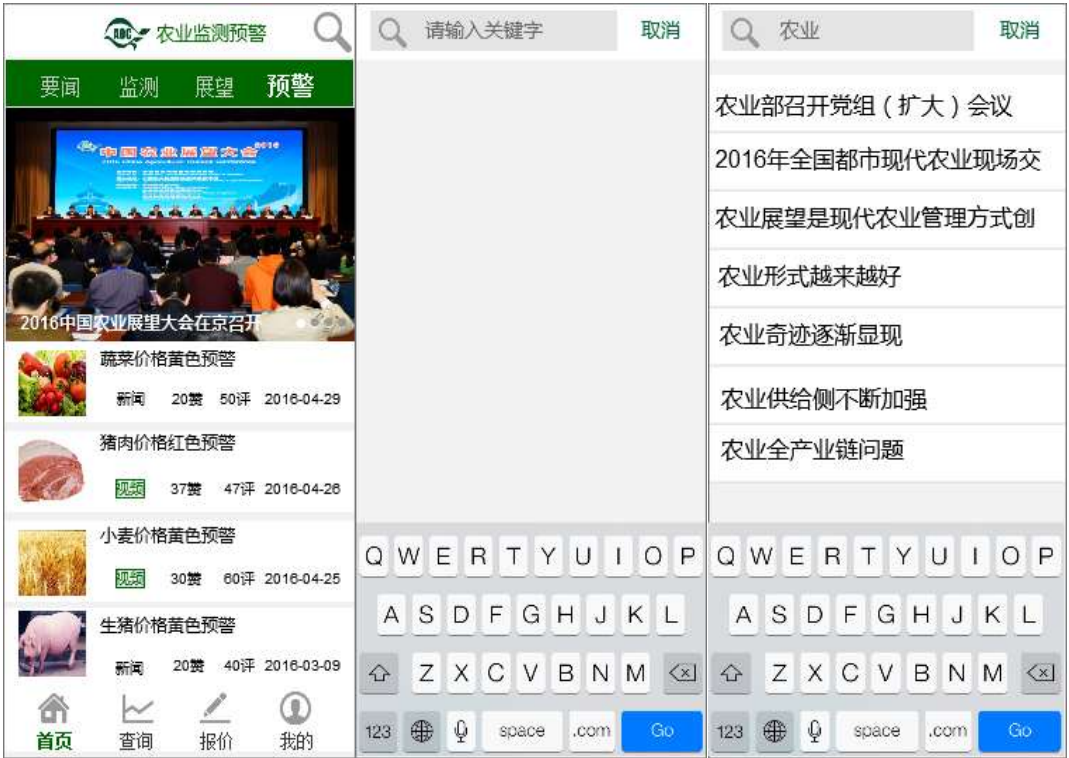 ADC 农业监测预警
要闻 监测 展望 预警
中国农业展望大会 2016
2016中国农业展望大会在京召开
蔬菜价格黄色预警
新闻 20赞 50评 2016-04-29
猪肉价格红色预警
视频 37赞 47评 2016-04-26
小麦价格黄色预警
视频 30赞 60评 2016-04-25
生猪价格黄色预警
新闻 20赞 40评 2016-03-09
首页 查询 报价 我的
请输入关键字 取消
Q W E R T Y U I O P
A S D F G H J K L
Z X C V B N M
123 space .com Go
农业 取消
农业部召开党组（扩大）会议
2016年全国都市现代农业现场交
农业展望是现代农业管理方式创
农业形式越来越好
农业奇迹逐渐显现
农业供给侧不断加强
农业全产业链问题
Q W E R T Y U I O P
A S D F G H J K L
Z X C V B N M
123 space .com Go